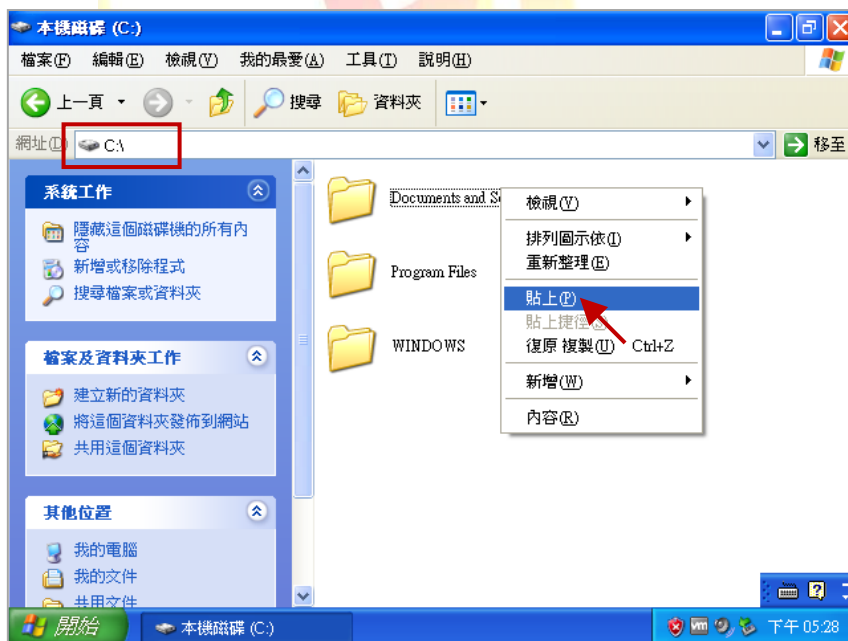 本機磁碟 (C:)
檔案(F) 編輯(E) 檢視(V) 我的最愛(A) 工具(T) 說明(H)
上一頁 搜尋 資料夾
網址(D) C:\ 移至
系統工作
隱藏這個磁碟機的所有內
容
新增或移除程式
搜尋檔案或資料夾
檔案及資料夾工作
建立新的資料夾
將這個資料夾發佈到網站
共用這個資料夾
其他位置
我的電腦
我的文件
共用文件
Documents and S
Program Files
WINDOWS
檢視(V)
排列圖示依(I)
重新整理(E)
貼上(P)
貼上捷徑(S)
復原 複製(U) Ctrl+Z
新增(W)
內容(R)
開始 本機磁碟 (C:) vm 下午 05:28